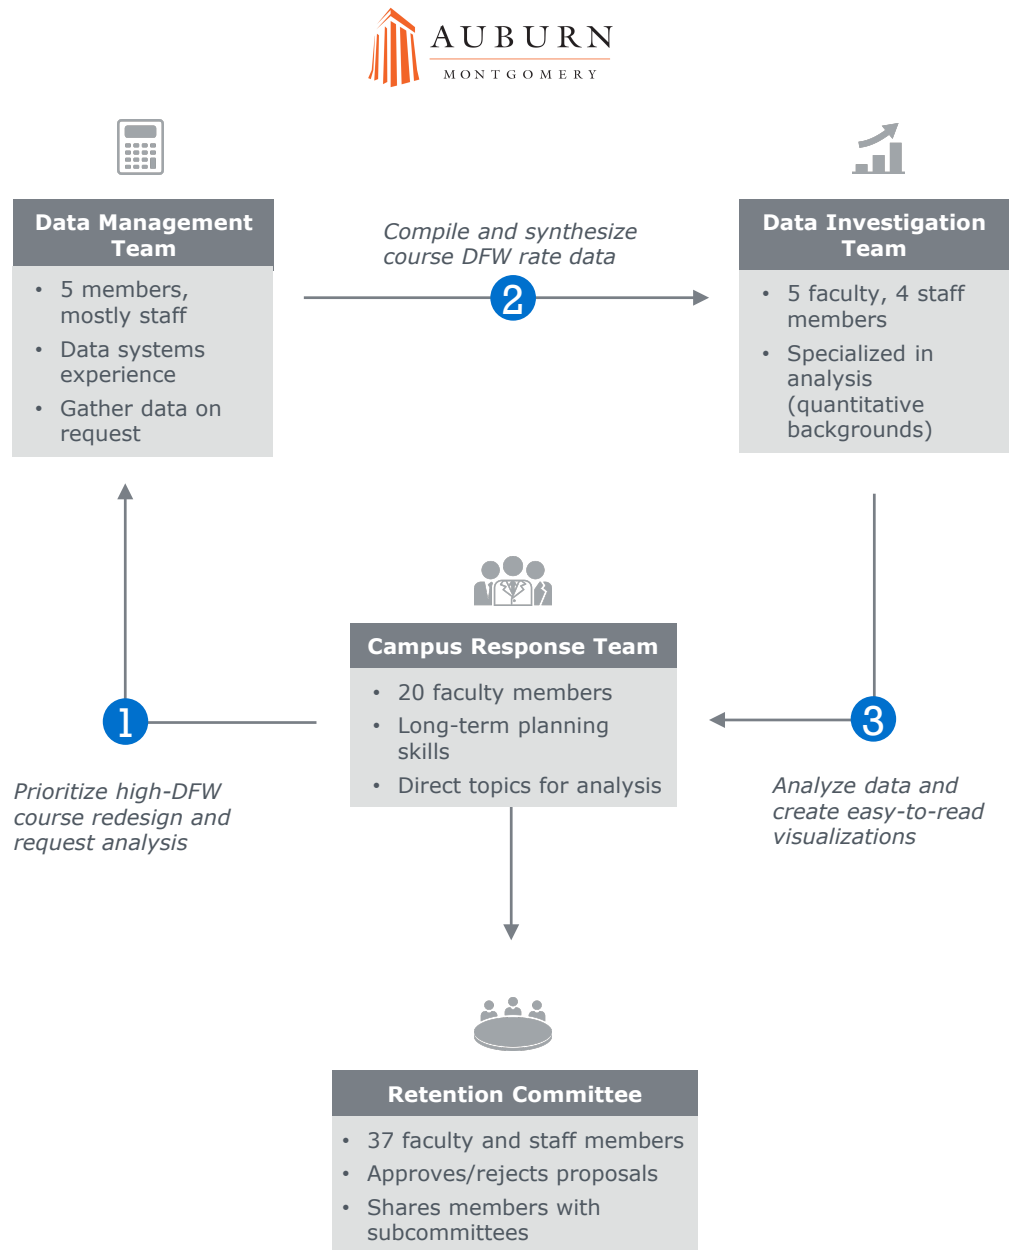 AUBURN
MONTGOMERY
Data Management
Team
• 5 members,
mostly staff
• Data systems
experience
• Gather data on
request
Compile and synthesize
course DFW rate data
2
Data Investigation
Team
• 5 faculty, 4 staff
members
• Specialized in
analysis
(quantitative
backgrounds)
Campus Response Team
• 20 faculty members
• Long-term planning
skills
• Direct topics for analysis
1
Prioritize high-DFW
course redesign and
request analysis
3
Analyze data and
create easy-to-read
visualizations
Retention Committee
• 37 faculty and staff members
• Approves/rejects proposals
• Shares members with
subcommittees